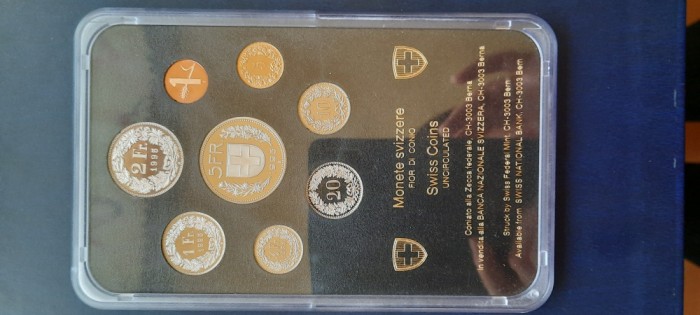 2 Fr.
1
1 Fr.
5 FR.
20
Monete svizzere
FIOR DI CONIO
Swiss Coins
UNCIRCULATED
Coniato alla Zecca federale, CH-3003 Berna
In vendita alla BANCA NAZIONALE SVIZZERA, CH-3003 Berna
Struck by Swiss Federal Mint, CH-3003 Bern
Available from: SWISS NATIONAL BANK, CH-3003 Bern